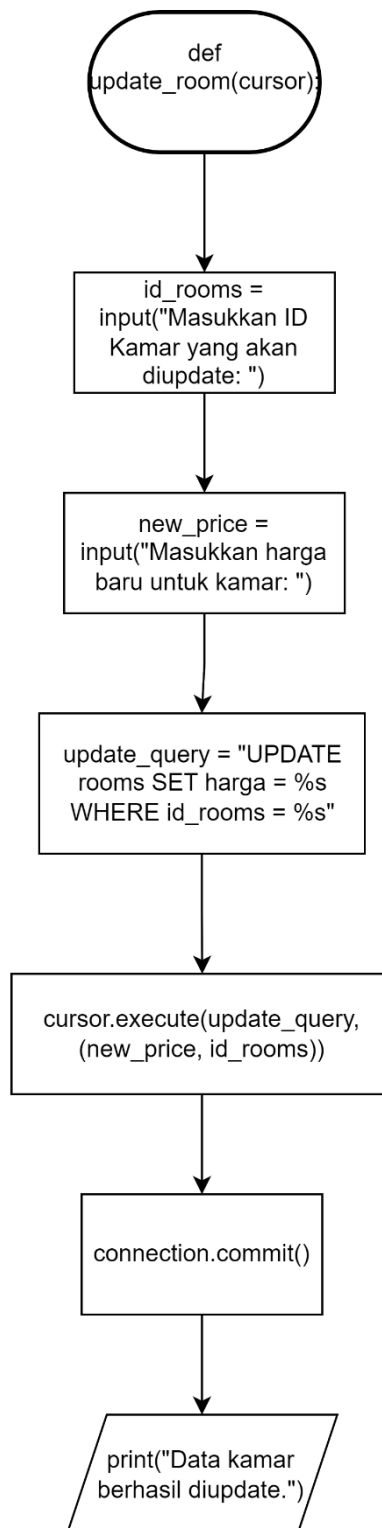 def
update_room(cursor):
id_rooms =
input("Masukkan ID
Kamar yang akan
diupdate: ")
new_price =
input("Masukkan harga
baru untuk kamar: ")
update_query = "UPDATE
rooms SET harga = %s
WHERE id_rooms = %s"
cursor.execute(update_query,
(new_price, id_rooms))
connection.commit()
print("Data kamar
berhasil diupdate.")